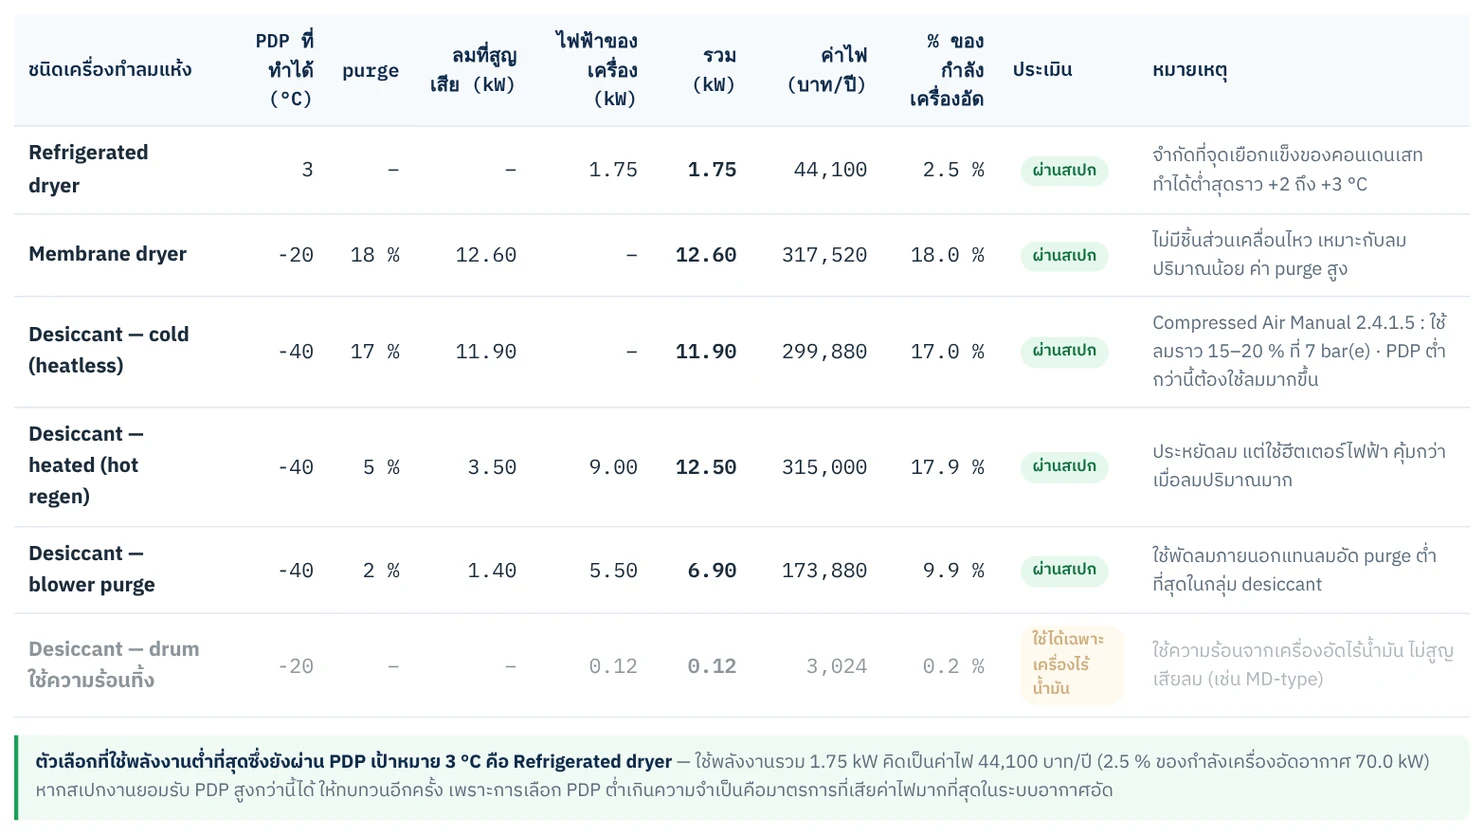 ชนิดเครื่องทำลมแห้ง PDP ที่ทำได้ (°C) purge ลมที่สูญเสีย (kW) ไฟฟ้าของเครื่อง (kW) รวม (kW) ค่าไฟ (บาท/ปี) % ของกำลังเครื่องอัด ประเมิน หมายเหตุ
Refrigerated dryer 3 – – 1.75 1.75 44,100 2.5 % ผ่านสเปก จำกัดที่จุดเยือกแข็งของคอนเดนเสท ทำได้ต่ำสุดราว +2 ถึง +3 °C
Membrane dryer -20 18 % 12.60 – 12.60 317,520 18.0 % ผ่านสเปก ไม่มีชิ้นส่วนเคลื่อนไหว เหมาะกับลมปริมาณน้อย ค่า purge สูง
Desiccant — cold (heatless) -40 17 % 11.90 – 11.90 299,880 17.0 % ผ่านสเปก Compressed Air Manual 2.4.1.5 : ใช้ลมราว 15–20 % ที่ 7 bar(e) · PDP ต่ำกว่านี้ต้องใช้ลมมากขึ้น
Desiccant — heated (hot regen) -40 5 % 3.50 9.00 12.50 315,000 17.9 % ผ่านสเปก ประหยัดลม แต่ใช้ฮีตเตอร์ไฟฟ้า คุ้มกว่าเมื่อลมปริมาณมาก
Desiccant — blower purge -40 2 % 1.40 5.50 6.90 173,880 9.9 % ผ่านสเปก ใช้พัดลมภายนอกแทนลมอัด purge ต่ำที่สุดในกลุ่ม desiccant
Desiccant — drum ใช้ความร้อนทิ้ง -20 – – 0.12 0.12 3,024 0.2 % ใช้ได้เฉพาะเครื่องไร้น้ำมัน ใช้ความร้อนจากเครื่องอัดไร้น้ำมัน ไม่สูญเสียลม (เช่น MD-type)
ตัวเลือกที่ใช้พลังงานต่ำที่สุดซึ่งยังผ่าน PDP เป้าหมาย 3 °C คือ Refrigerated dryer — ใช้พลังงานรวม 1.75 kW คิดเป็นค่าไฟ 44,100 บาท/ปี (2.5 % ของกำลังเครื่องอัดอากาศ 70.0 kW)
หากสเปกงานยอมรับ PDP สูงกว่านี้ได้ ให้ทบทวนอีกครั้ง เพราะการเลือก PDP ต่ำเกินความจำเป็นคือมาตรการที่เสียค่าไฟมากที่สุดในระบบอากาศอัด